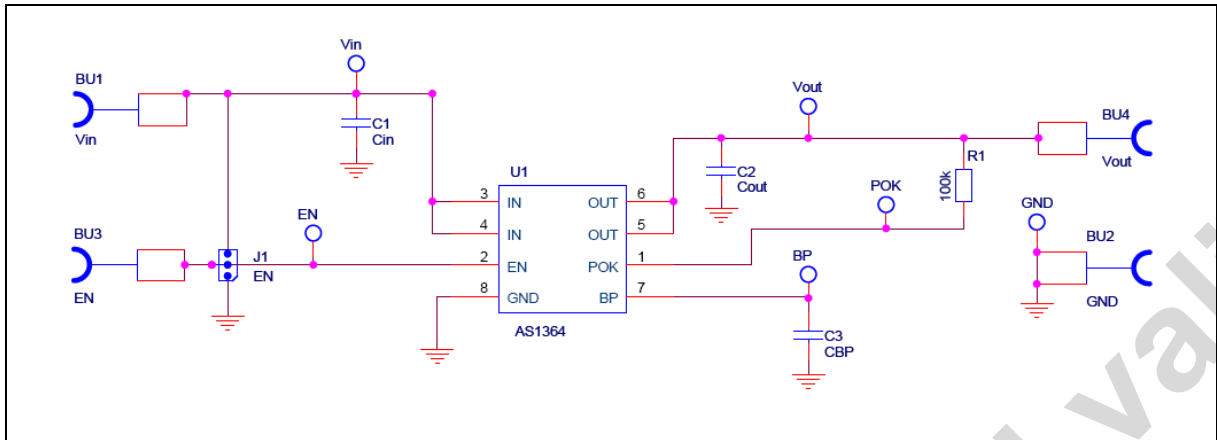 BU1
Vin
Vin
C1
Cin
U1
3 IN
4 IN
2 EN
8 GND
OUT 6
OUT 5
POK 1
BP 7
AS1364
BU3
EN
J1
EN
EN
Vout
C2
Cout
R1
100k
POK
BP
C3
CBP
BU4
Vout
GND
BU2
GND
vali